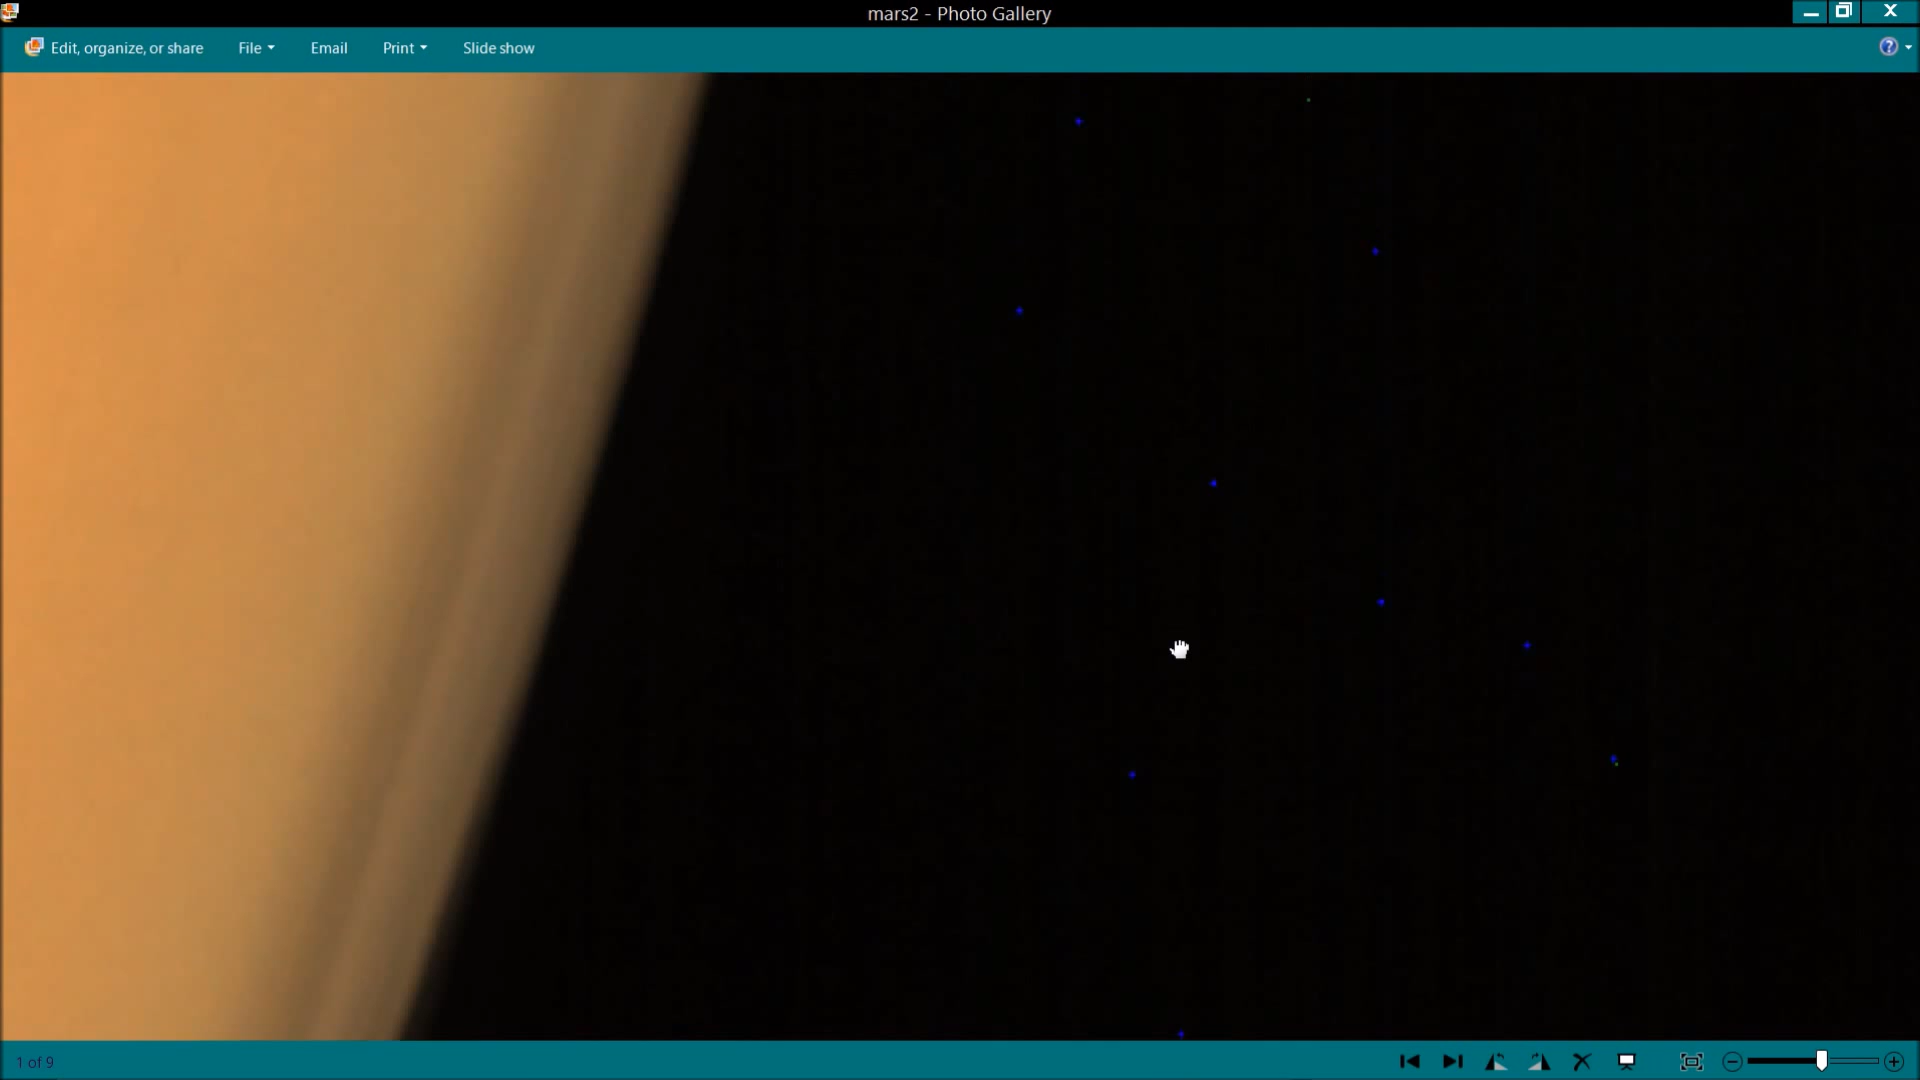 mars2 - Photo Gallery
Edit, organize, or share File Email Print Slide show
1 of 9